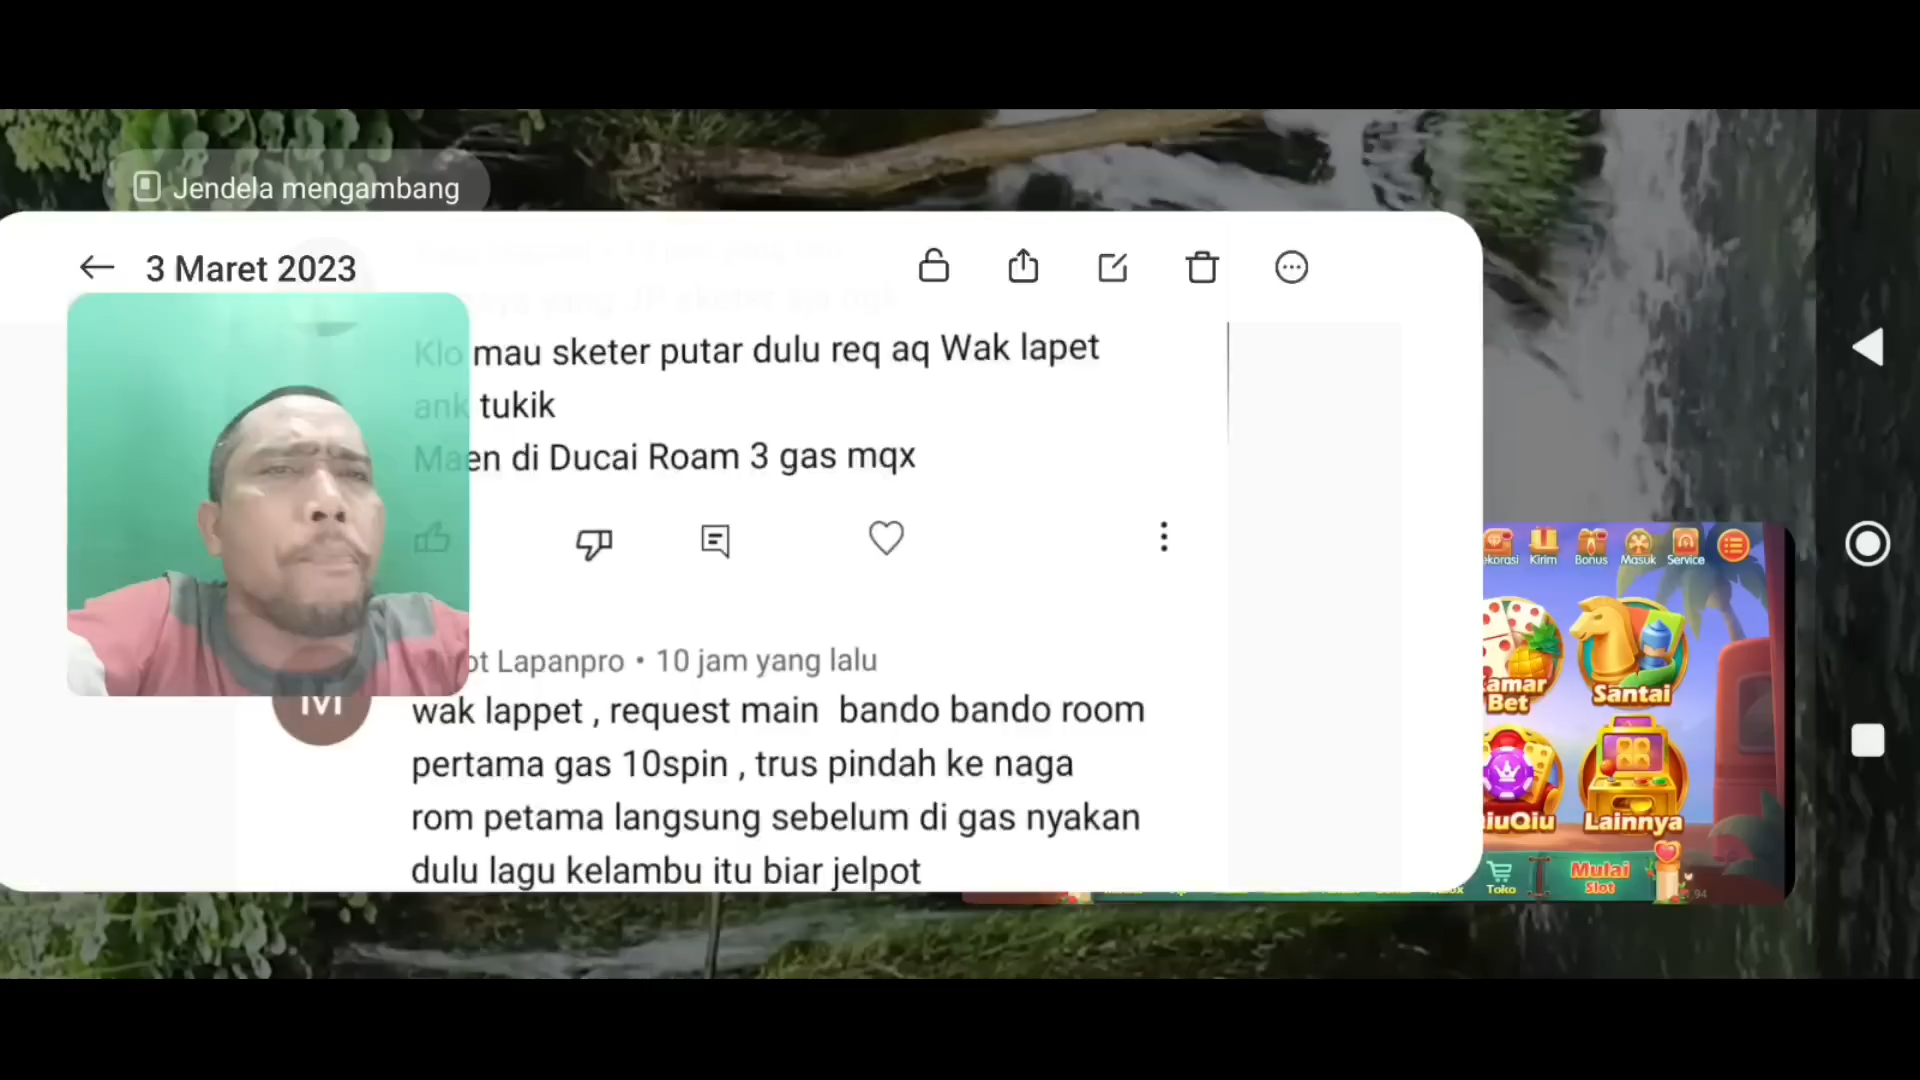 Jendela mengambang
3 Maret 2023
Klo mau sketer putar dulu req aq Wak lapet
ank tukik
Maen di Ducai Roam 3 gas mqx
ot Lapanpro • 10 jam yang lalu
wak lappet , request main bando bando room
pertama gas 10spin , trus pindah ke naga
rom petama langsung sebelum di gas nyakan
dulu lagu kelambu itu biar jelpot
ekorasi Kirim Bonus Masuk Service
amar
Bet
Santai
iuQiu
Lainnya
Toko
Mulai
Slot